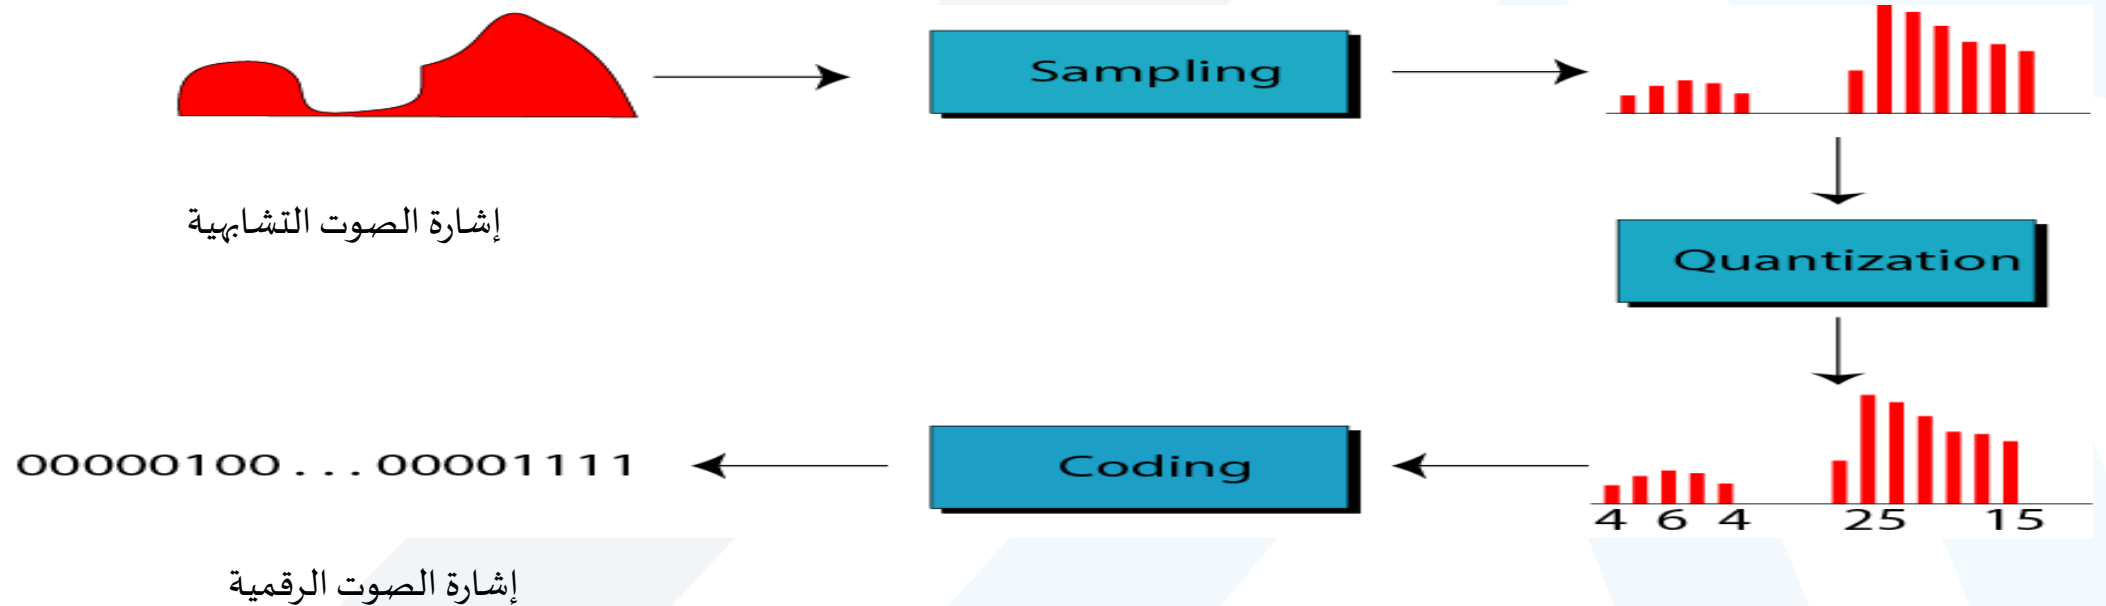 Sampling
إشارة الصوت التشابهية
Quantization
00000100...00001111
Coding
4 6 4 25 15
إشارة الصوت الرقمية